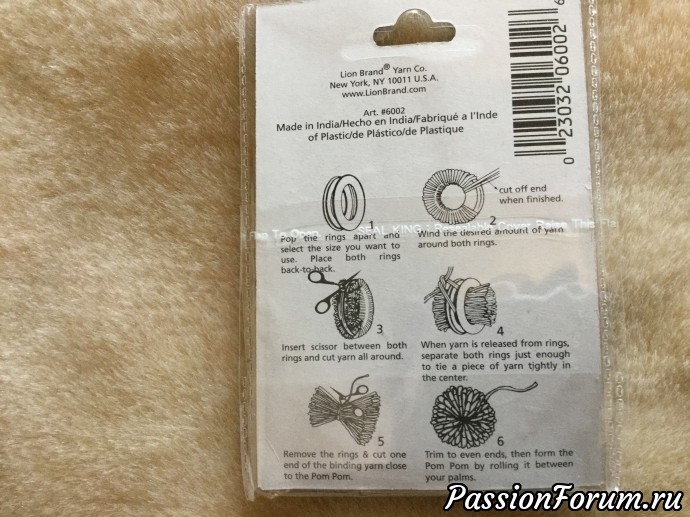 Lion Brand® Yarn Co.
New York, NY 10011 U.S.A.
www.LionBrand.com
Art. #6002
Made in India/Hecho en India/Fabriqué a l'Inde
of Plastic/de Plástico/de Plastique
0 23032 06002 6
1
Pop the rings apart and
select the size you want to
use. Place both rings
back-to-back.
cut off end
when finished.
2
Wind the desired amount of yarn
around both rings.
Flap To Open
SEAL KING
3
Insert scissor between both
rings and cut yarn all around.
4
When yarn is released from rings,
separate both rings just enough
to tie a piece of yarn tightly in
the center.
5
Remove the rings & cut one
end of the binding yarn close
to the Pom Pom.
6
Trim to even ends, then form the
Pom Pom by rolling it between
your palms.
PassionForum.ru